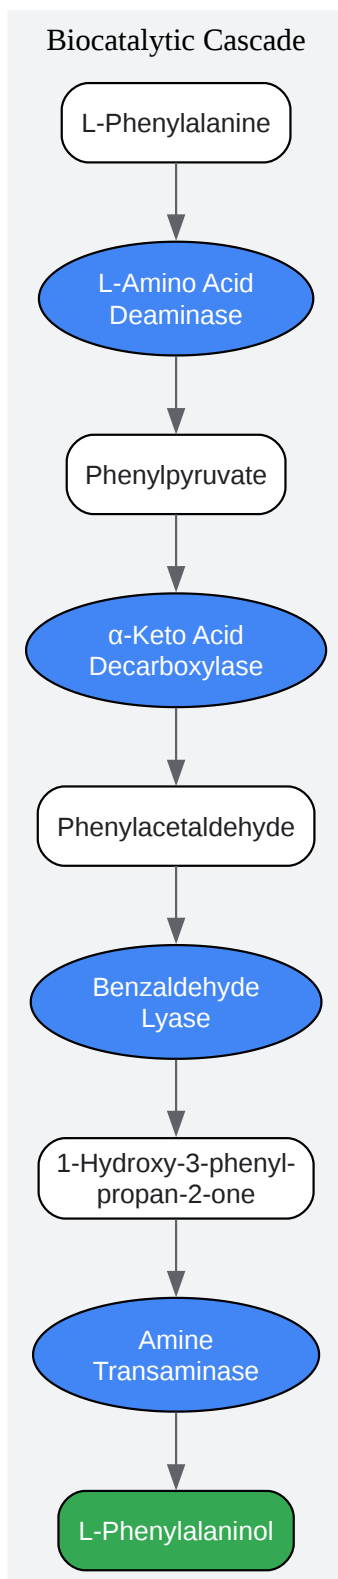 Biocatalytic Cascade
L-Phenylalanine
L-Amino Acid
Deaminase
Phenylpyruvate
α-Keto Acid
Decarboxylase
Phenylacetaldehyde
Benzaldehyde
Lyase
1-Hydroxy-3-phenyl-
propan-2-one
Amine
Transaminase
L-Phenylalaninol